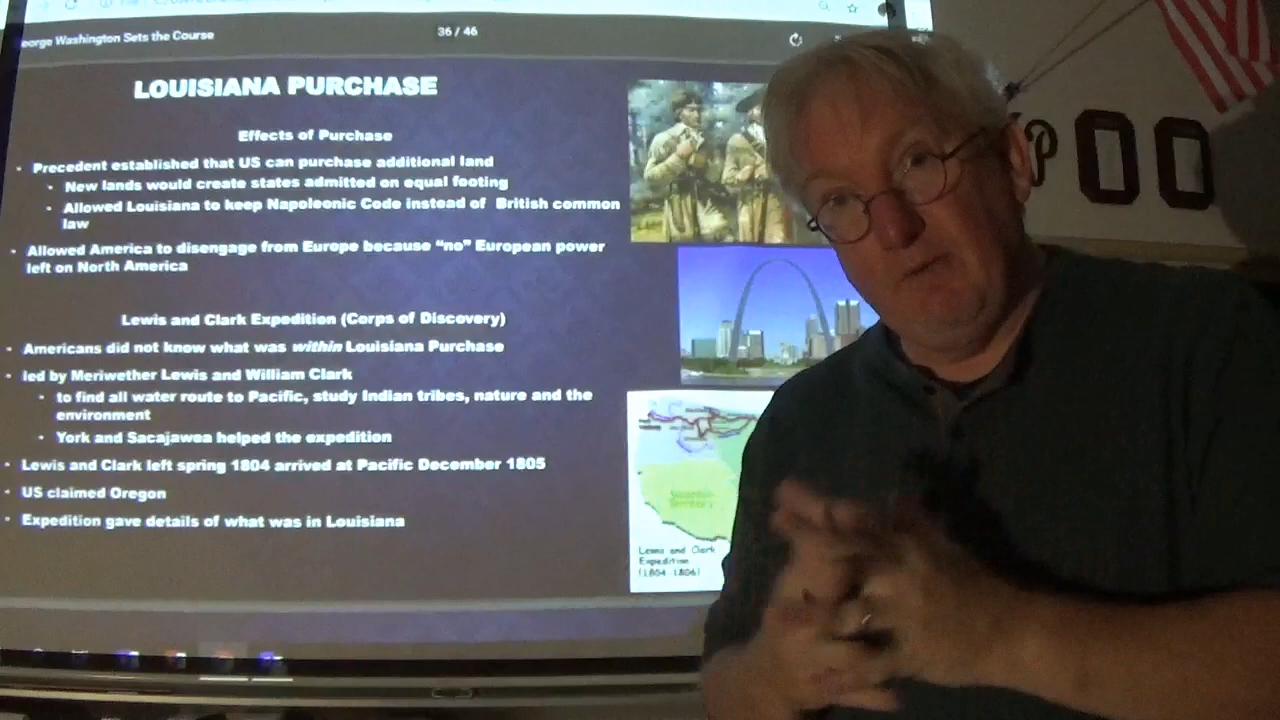 eorge Washington Sets the Course
36 / 46
LOUISIANA PURCHASE
Effects of Purchase
Precedent established that US can purchase additional land
New lands would create states admitted on equal footing
Allowed Louisiana to keep Napoleonic Code instead of British common
law
Allowed America to disengage from Europe because “no” European power
left on North America
Lewis and Clark Expedition (Corps of Discovery)
Americans did not know what was within Louisiana Purchase
led by Meriwether Lewis and William Clark
to find all water route to Pacific, study Indian tribes, nature and the
environment
York and Sacajawea helped the expedition
Lewis and Clark left spring 1804 arrived at Pacific December 1805
US claimed Oregon
Expedition gave details of what was in Louisiana
Lewis and Clark
Expedition
(1804-1806)
P OO